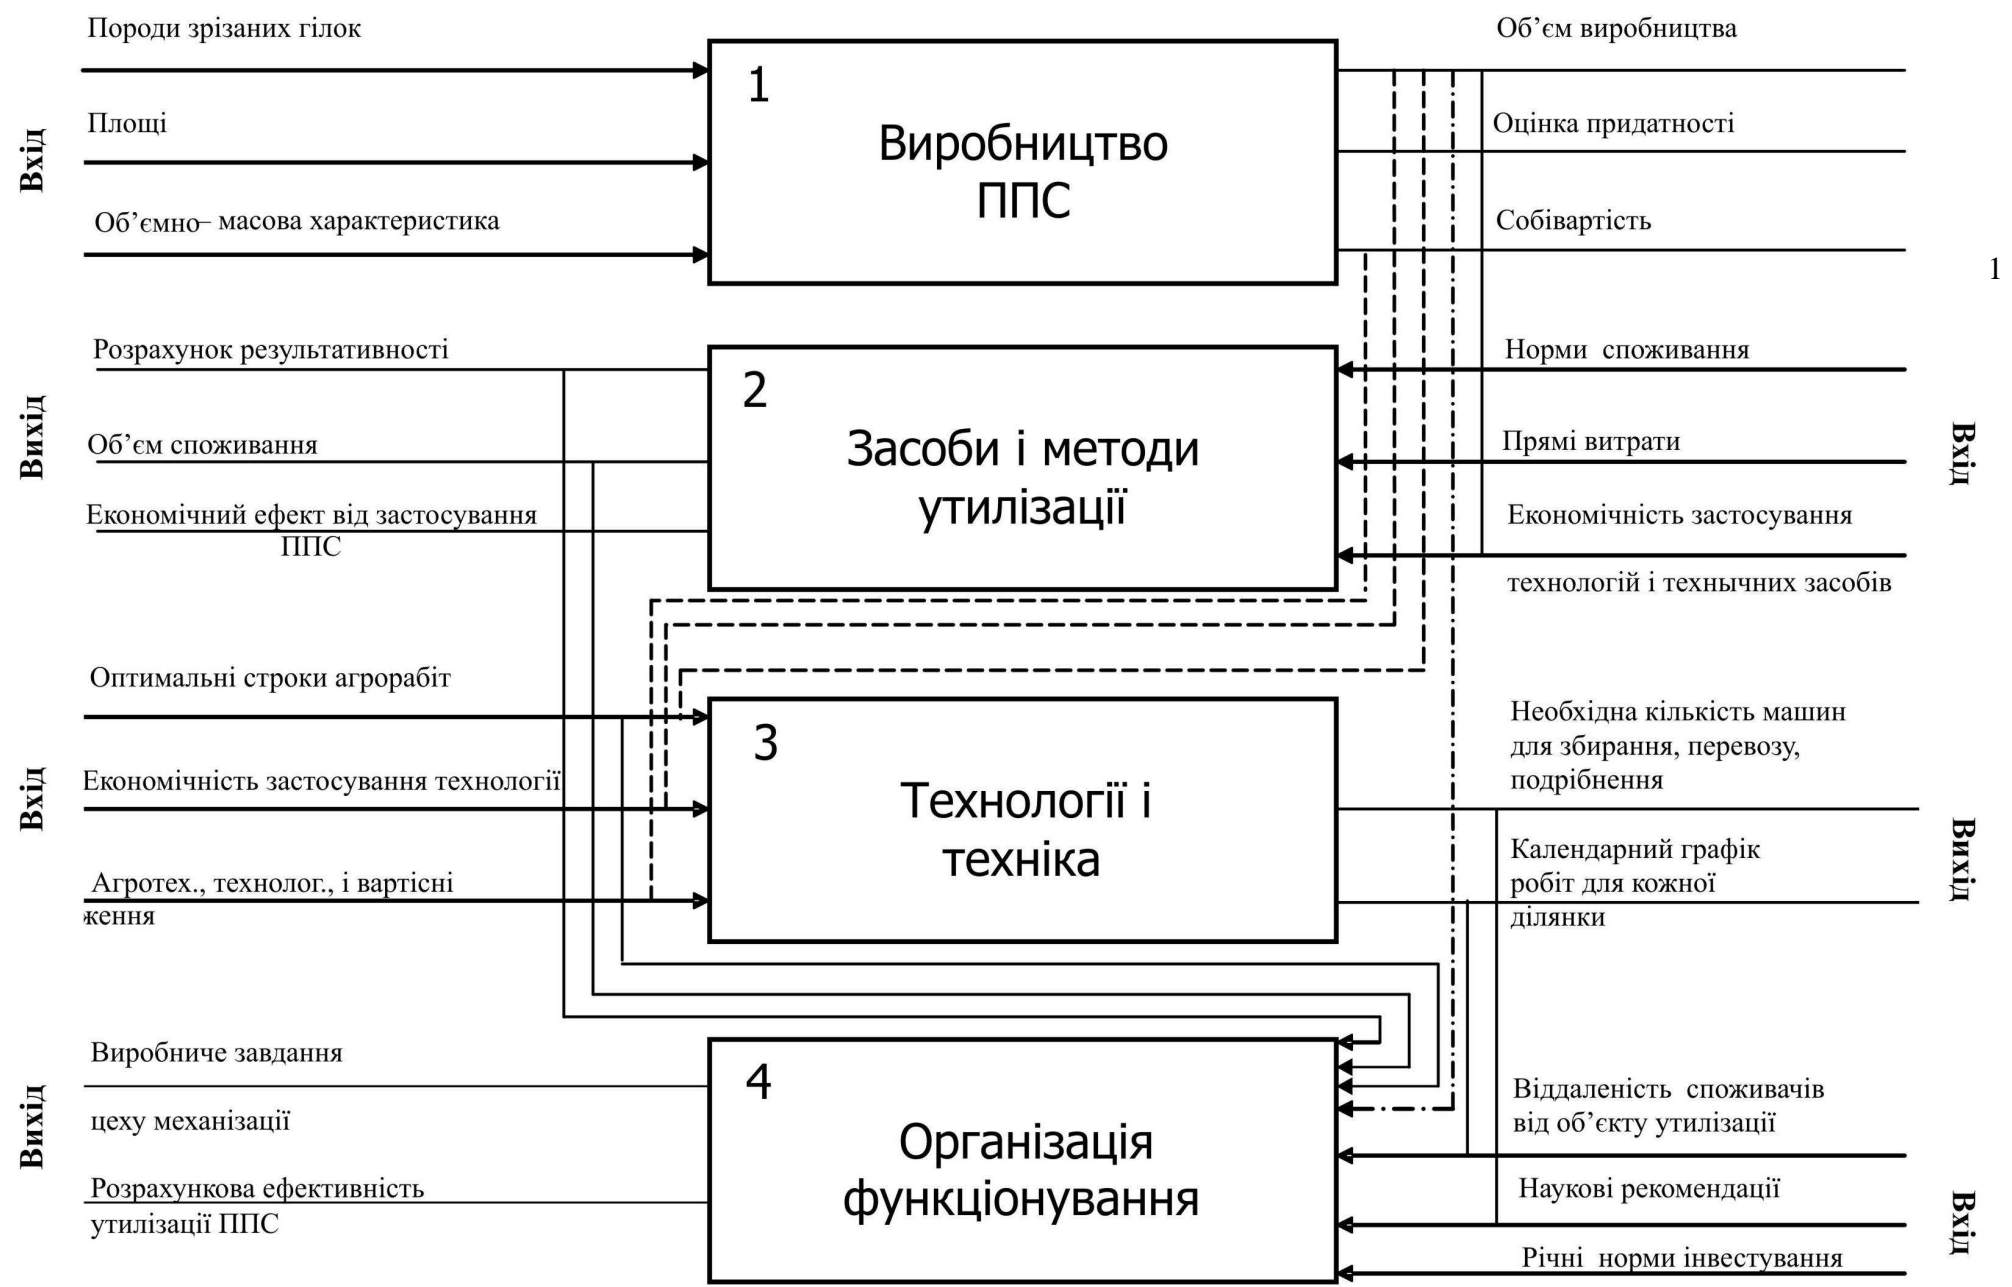 Породи зрізаних гілок
Об’єм виробництва
Вхід
Площі
1
Виробництво
ППС
Оцінка придатності
Об’ємно– масова характеристика
Собівартість
1
Вихід
Розрахунок результативності
2
Засоби і методи
утилізації
Норми споживання
Об’єм споживання
Прямі витрати
Вхід
Економічний ефект від застосування
ППС
Економічність застосування
технологій і технычних засобів
Вхід
Оптимальні строки агроробіт
3
Технології і
техніка
Необхідна кількість машин
для збирання, перевозу,
подрібнення
Економічність застосування технології
Календарний графік
робіт для кожної
ділянки
Вихід
Агротех., технолог., і вартісні
ження
Вихід
Виробниче завдання
цеху механізації
4
Організація
функціонування
Віддаленість споживачів
від об’єкту утилізації
Розрахункова ефективність
утилізації ППС
Наукові рекомендації
Вхід
Річні норми інвестування